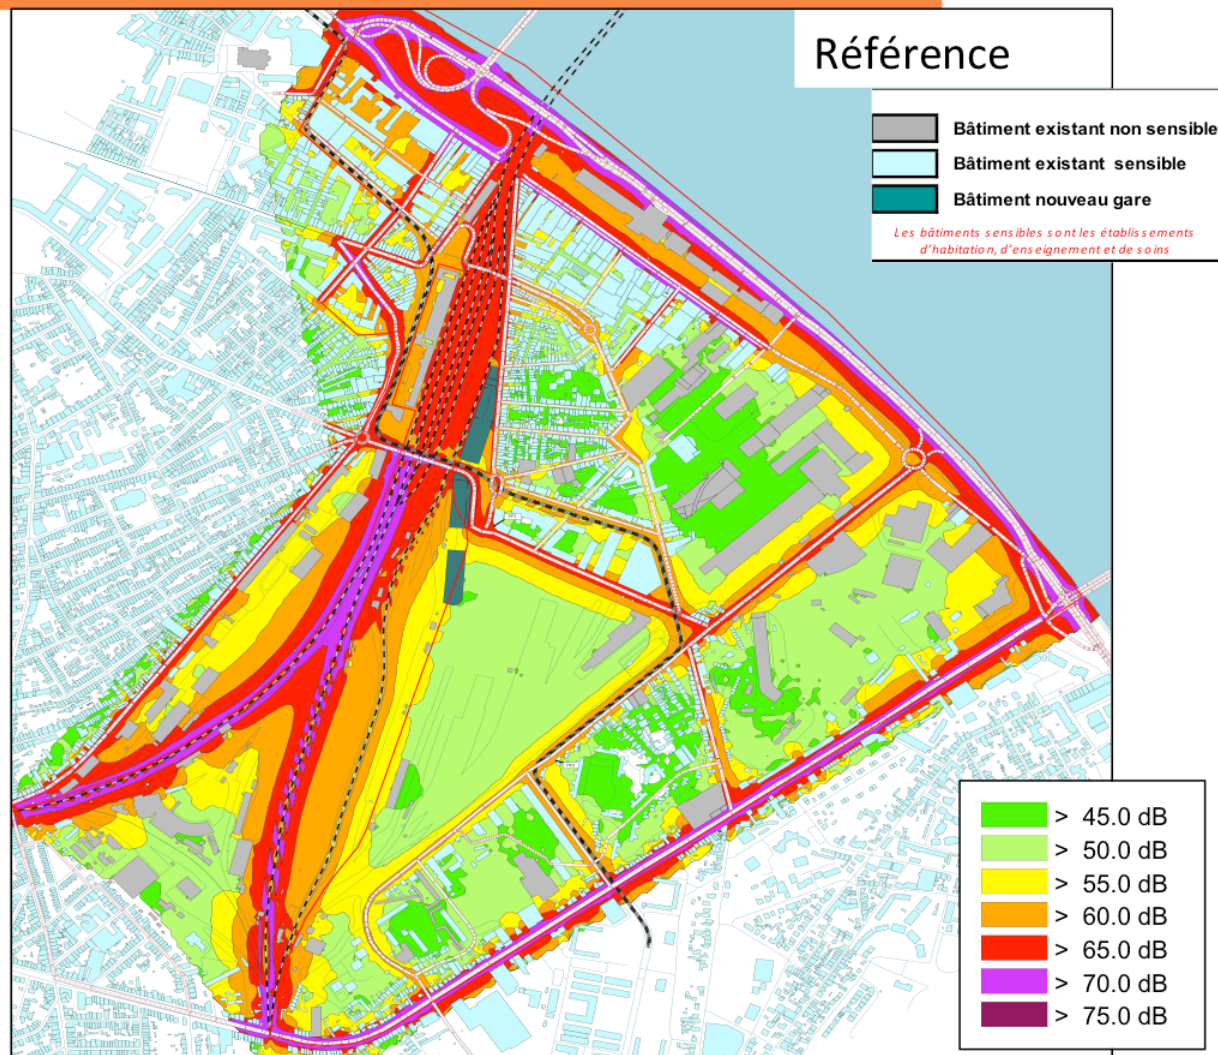 Référence
Bâtiment existant non sensible
Bâtiment existant sensible
Bâtiment nouveau gare
Les bâtiments sensibles sont les établissements
d'habitation, d'enseignement et de soins
> 45.0 dB
> 50.0 dB
> 55.0 dB
> 60.0 dB
> 65.0 dB
> 70.0 dB
> 75.0 dB